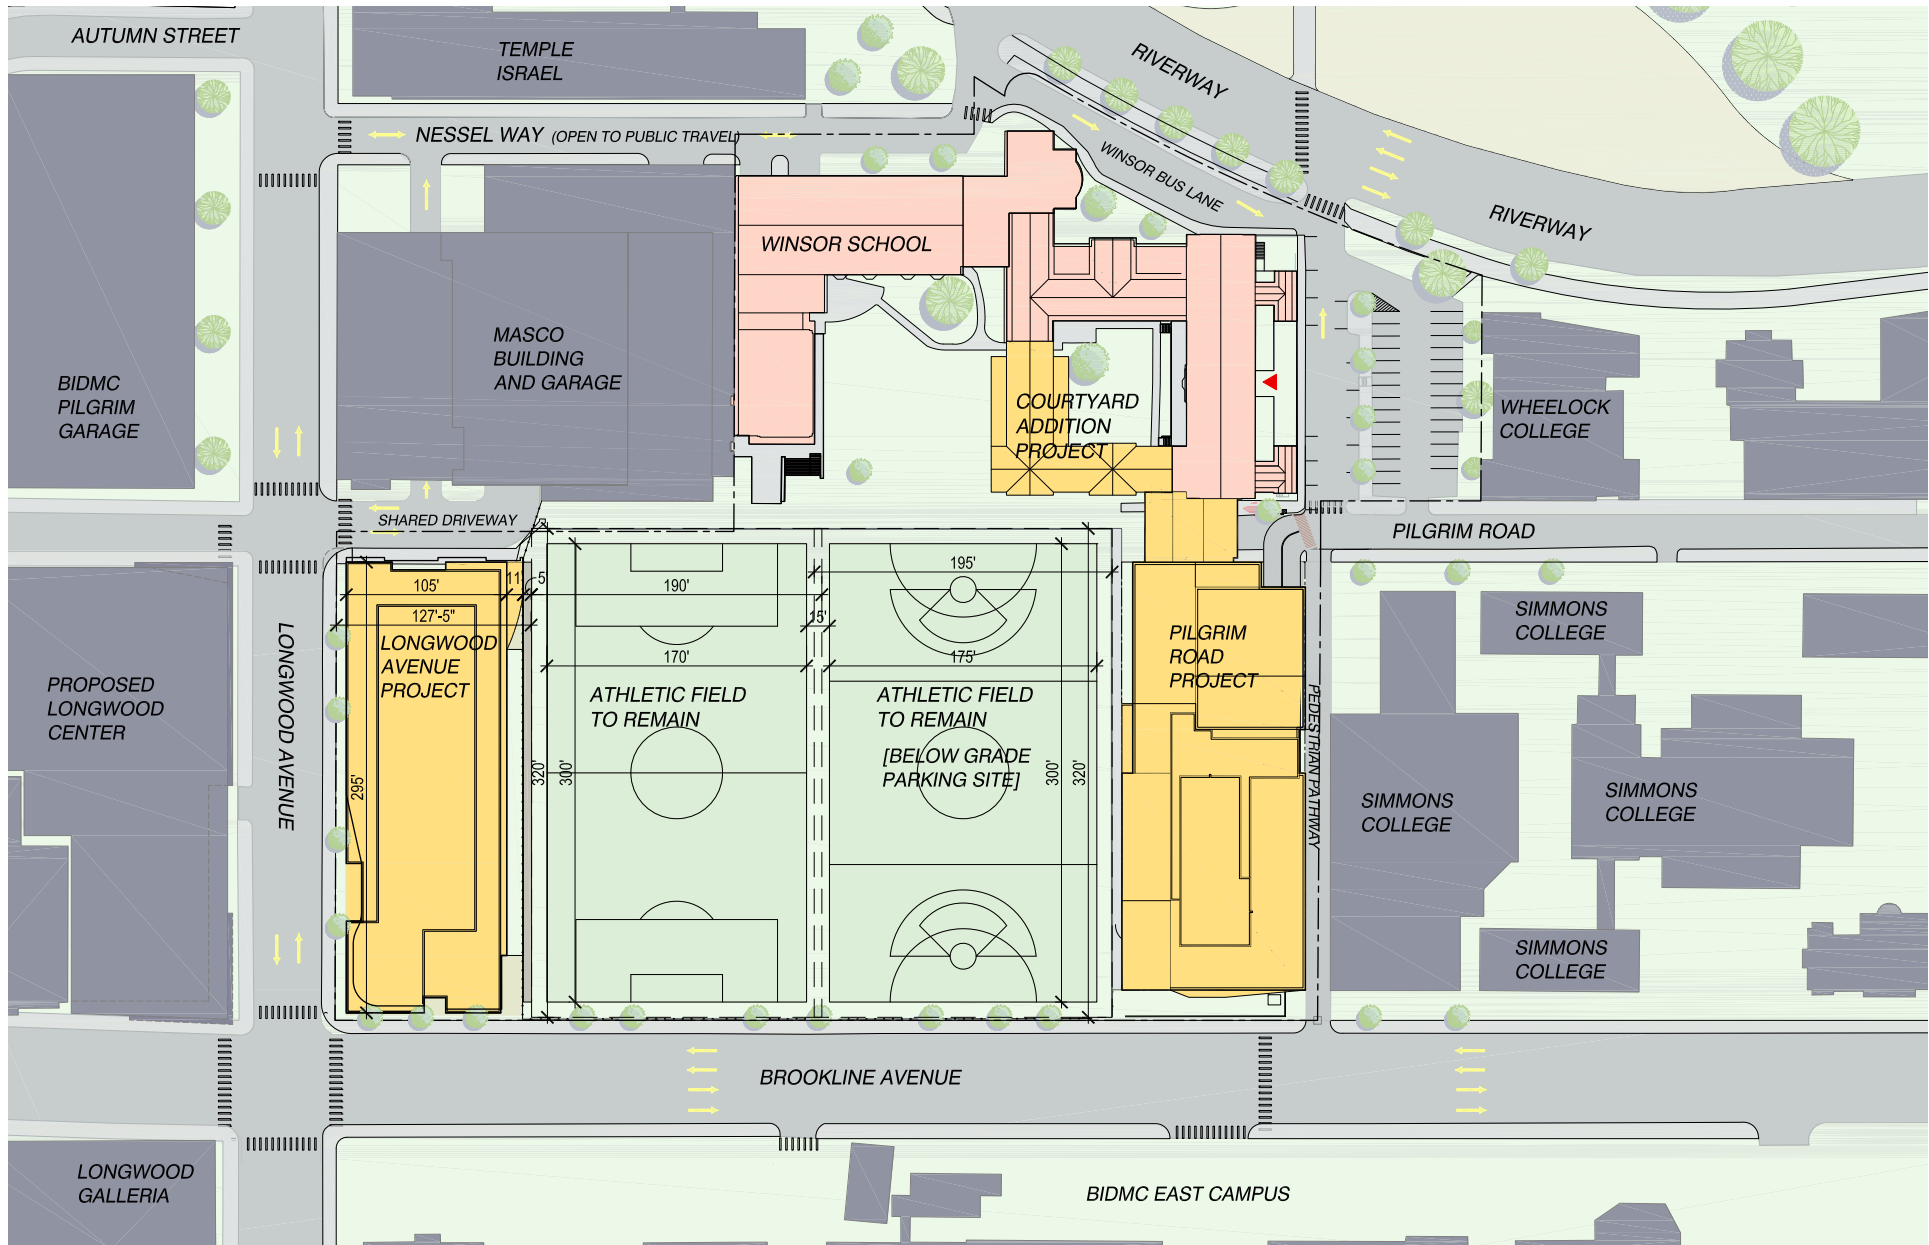 AUTUMN STREET
TEMPLE
ISRAEL
RIVERWAY
NESSEL WAY (OPEN TO PUBLIC TRAVEL)
WINSOR BUS LANE
RIVERWAY
WINSOR SCHOOL
MASCO
BUILDING
AND GARAGE
BIDMC
PILGRIM
GARAGE
COURTYARD
ADDITION
PROJECT
WHEELOCK
COLLEGE
SHARED DRIVEWAY
PILGRIM ROAD
105'
11'
5'
190'
195'
127'-5"
15'
LONGWOOD
AVENUE
PROJECT
170'
175'
PILGRIM
ROAD
PROJECT
SIMMONS
COLLEGE
PROPOSED
LONGWOOD
CENTER
LONGWOOD AVENUE
295'
320'
300'
ATHLETIC FIELD
TO REMAIN
ATHLETIC FIELD
TO REMAIN
[BELOW GRADE
PARKING SITE]
300'
320'
PEDESTRIAN PATHWAY
SIMMONS
COLLEGE
SIMMONS
COLLEGE
SIMMONS
COLLEGE
BROOKLINE AVENUE
LONGWOOD
GALLERIA
BIDMC EAST CAMPUS